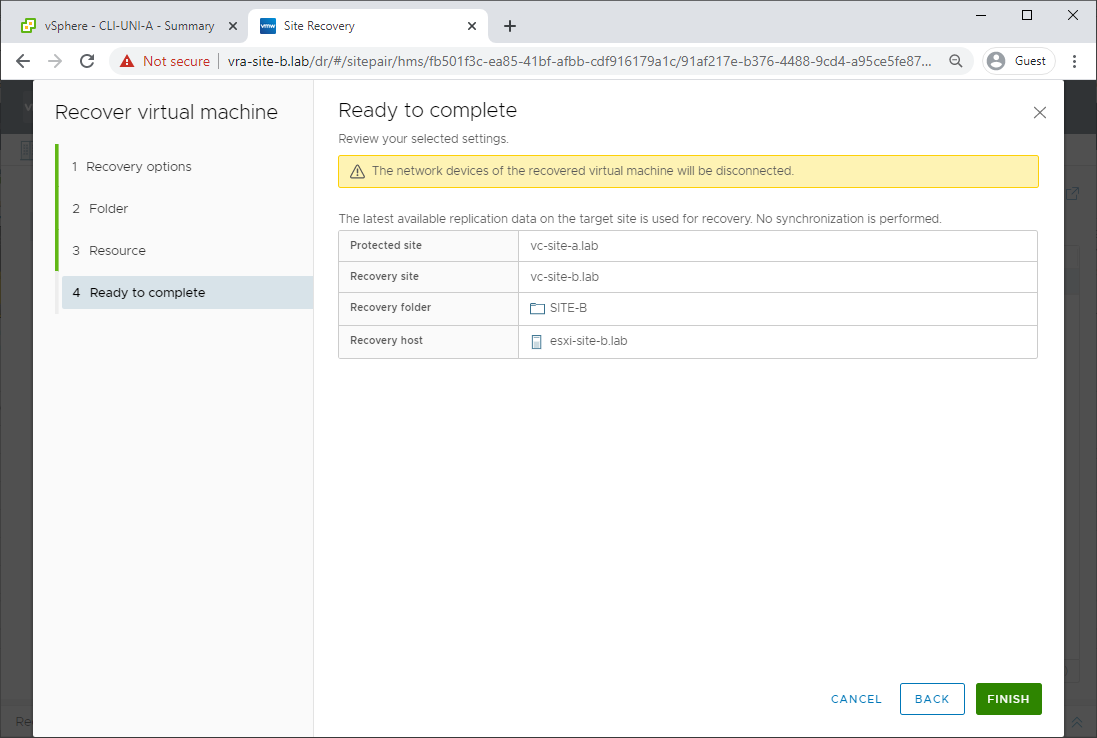 vSphere - CLI-UNI-A - Summary
vmw Site Recovery
Not secure vra-site-b.lab/dr/#/sitepair/hms/fb501f3c-ea85-41bf-afbb-cdf916179a1c/91af217e-b376-4488-9cd4-a95ce5fe87... Guest
Recover virtual machine
1 Recovery options
2 Folder
3 Resource
4 Ready to complete
Ready to complete
Review your selected settings.
The network devices of the recovered virtual machine will be disconnected.
The latest available replication data on the target site is used for recovery. No synchronization is performed.
Protected site vc-site-a.lab
Recovery site vc-site-b.lab
Recovery folder SITE-B
Recovery host esxi-site-b.lab
CANCEL BACK FINISH